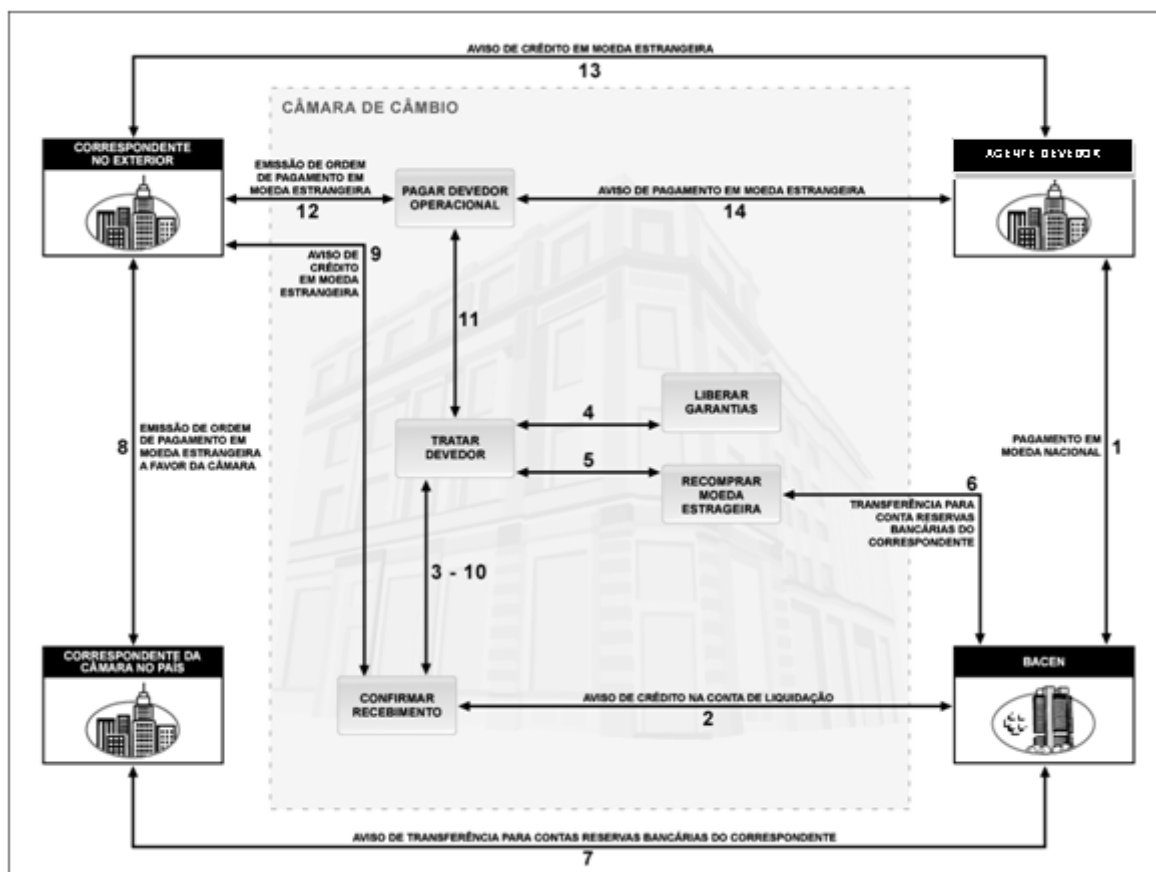 AVISO DE CRÉDITO EM MOEDA ESTRANGEIRA
13
CÂMARA DE CÂMBIO
CORRESPONDENTE
NO EXTERIOR
AGENTE DEVEDOR
EMISSÃO DE ORDEM
DE PAGAMENTO EM
MOEDA ESTRANGEIRA
12
PAGAR DEVEDOR
OPERACIONAL
AVISO DE PAGAMENTO EM MOEDA ESTRANGEIRA
14
AVISO DE
CRÉDITO
EM MOEDA
ESTRANGEIRA
9
11
LIBERAR
GARANTIAS
4
TRATAR
DEVEDOR
5
RECOMPRAR
MOEDA
ESTRAGEIRA
8
EMISSÃO DE ORDEM
DE PAGAMENTO EM
MOEDA ESTRANGEIRA
A FAVOR DA CÂMARA
PAGAMENTO EM
MOEDA NACIONAL
1
6
TRANSFERÊNCIA PARA
CONTA RESERVAS
BANCÁRIAS DO
CORRESPONDENTE
3 - 10
CORRESPONDENTE DA
CÂMARA NO PAÍS
BACEN
CONFIRMAR
RECEBIMENTO
AVISO DE CRÉDITO NA CONTA DE LIQUIDAÇÃO
2
AVISO DE TRANSFERÊNCIA PARA CONTAS RESERVAS BANCÁRIAS DO CORRESPONDENTE
7